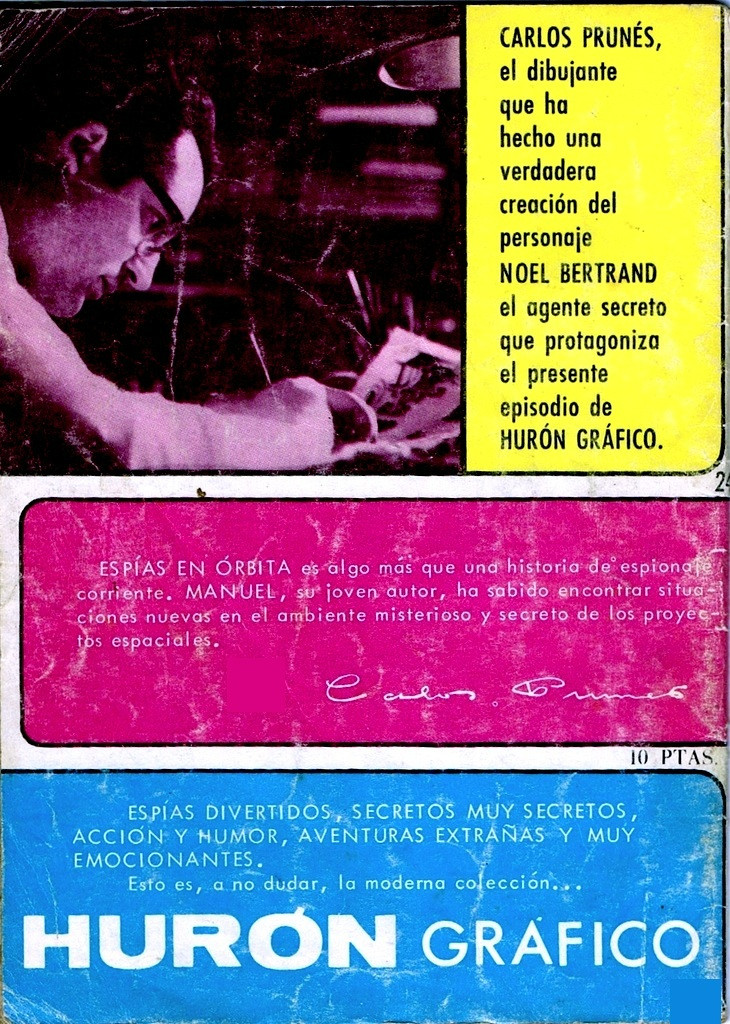 CARLOS PRUNÉS,
el dibujante
que ha
hecho una
verdadera
creación del
personaje
NOEL BERTRAND
el agente secreto
que protagoniza
el presente
episodio de
HURÓN GRÁFICO.
24
ESPÍAS EN ÓRBITA es algo más que una historia de espionaje
corriente. MANUEL, su joven autor, ha sabido encontrar situa-
ciones nuevas en el ambiente misterioso y secreto de los proyec-
tos espaciales.
Carlos Prunés
10 PTAS.
ESPÍAS DIVERTIDOS, SECRETOS MUY SECRETOS,
ACCIÓN Y HUMOR, AVENTURAS EXTRAÑAS Y MUY
EMOCIONANTES.
Esto es, a no dudar, la moderna colección...
HURÓN GRÁFICO